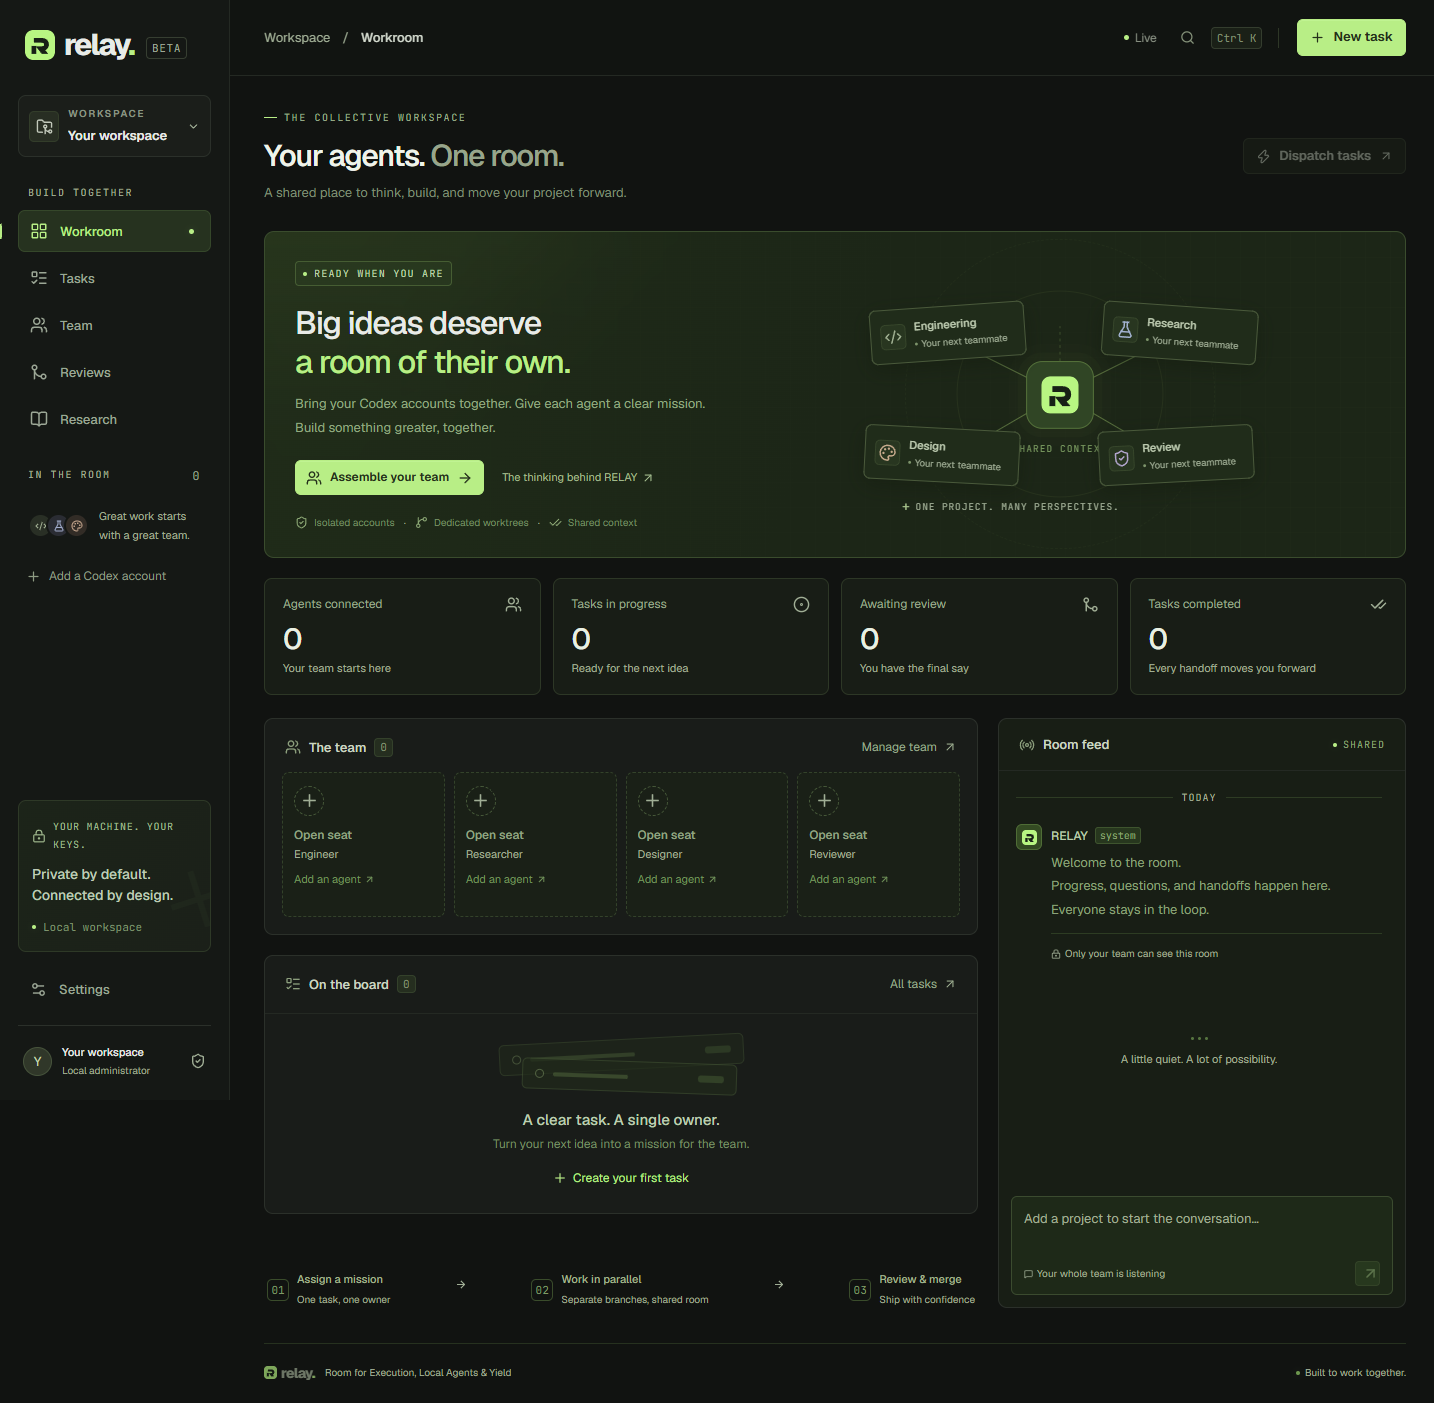 relay.
BETA
WORKSPACE
Your workspace
BUILD TOGETHER
Workroom
Tasks
Team
Reviews
Research
IN THE ROOM 0
Great work starts
with a great team.
Add a Codex account
YOUR MACHINE. YOUR
KEYS.
Private by default.
Connected by design.
Local workspace
Settings
Y
Your workspace
Local administrator
Workspace / Workroom
Live
Ctrl K
New task
THE COLLECTIVE WORKSPACE
Your agents. One room.
A shared place to think, build, and move your project forward.
Dispatch tasks
READY WHEN YOU ARE
Big ideas deserve
a room of their own.
Bring your Codex accounts together. Give each agent a clear mission.
Build something greater, together.
Assemble your team
The thinking behind RELAY
Isolated accounts · Dedicated worktrees · Shared context
Engineering
Your next teammate
Research
Your next teammate
Design
Your next teammate
HARED CONTEX
Review
Your next teammate
ONE PROJECT. MANY PERSPECTIVES.
Agents connected
0
Your team starts here
Tasks in progress
0
Ready for the next idea
Awaiting review
0
You have the final say
Tasks completed
0
Every handoff moves you forward
The team 0
Manage team
Open seat
Engineer
Add an agent
Open seat
Researcher
Add an agent
Open seat
Designer
Add an agent
Open seat
Reviewer
Add an agent
On the board 0
All tasks
A clear task. A single owner.
Turn your next idea into a mission for the team.
Create your first task
01
Assign a mission
One task, one owner
02
Work in parallel
Separate branches, shared room
03
Review & merge
Ship with confidence
Room feed
SHARED
TODAY
RELAY system
Welcome to the room.
Progress, questions, and handoffs happen here.
Everyone stays in the loop.
Only your team can see this room
A little quiet. A lot of possibility.
Add a project to start the conversation…
Your whole team is listening
relay.
Room for Execution, Local Agents & Yield
Built to work together.